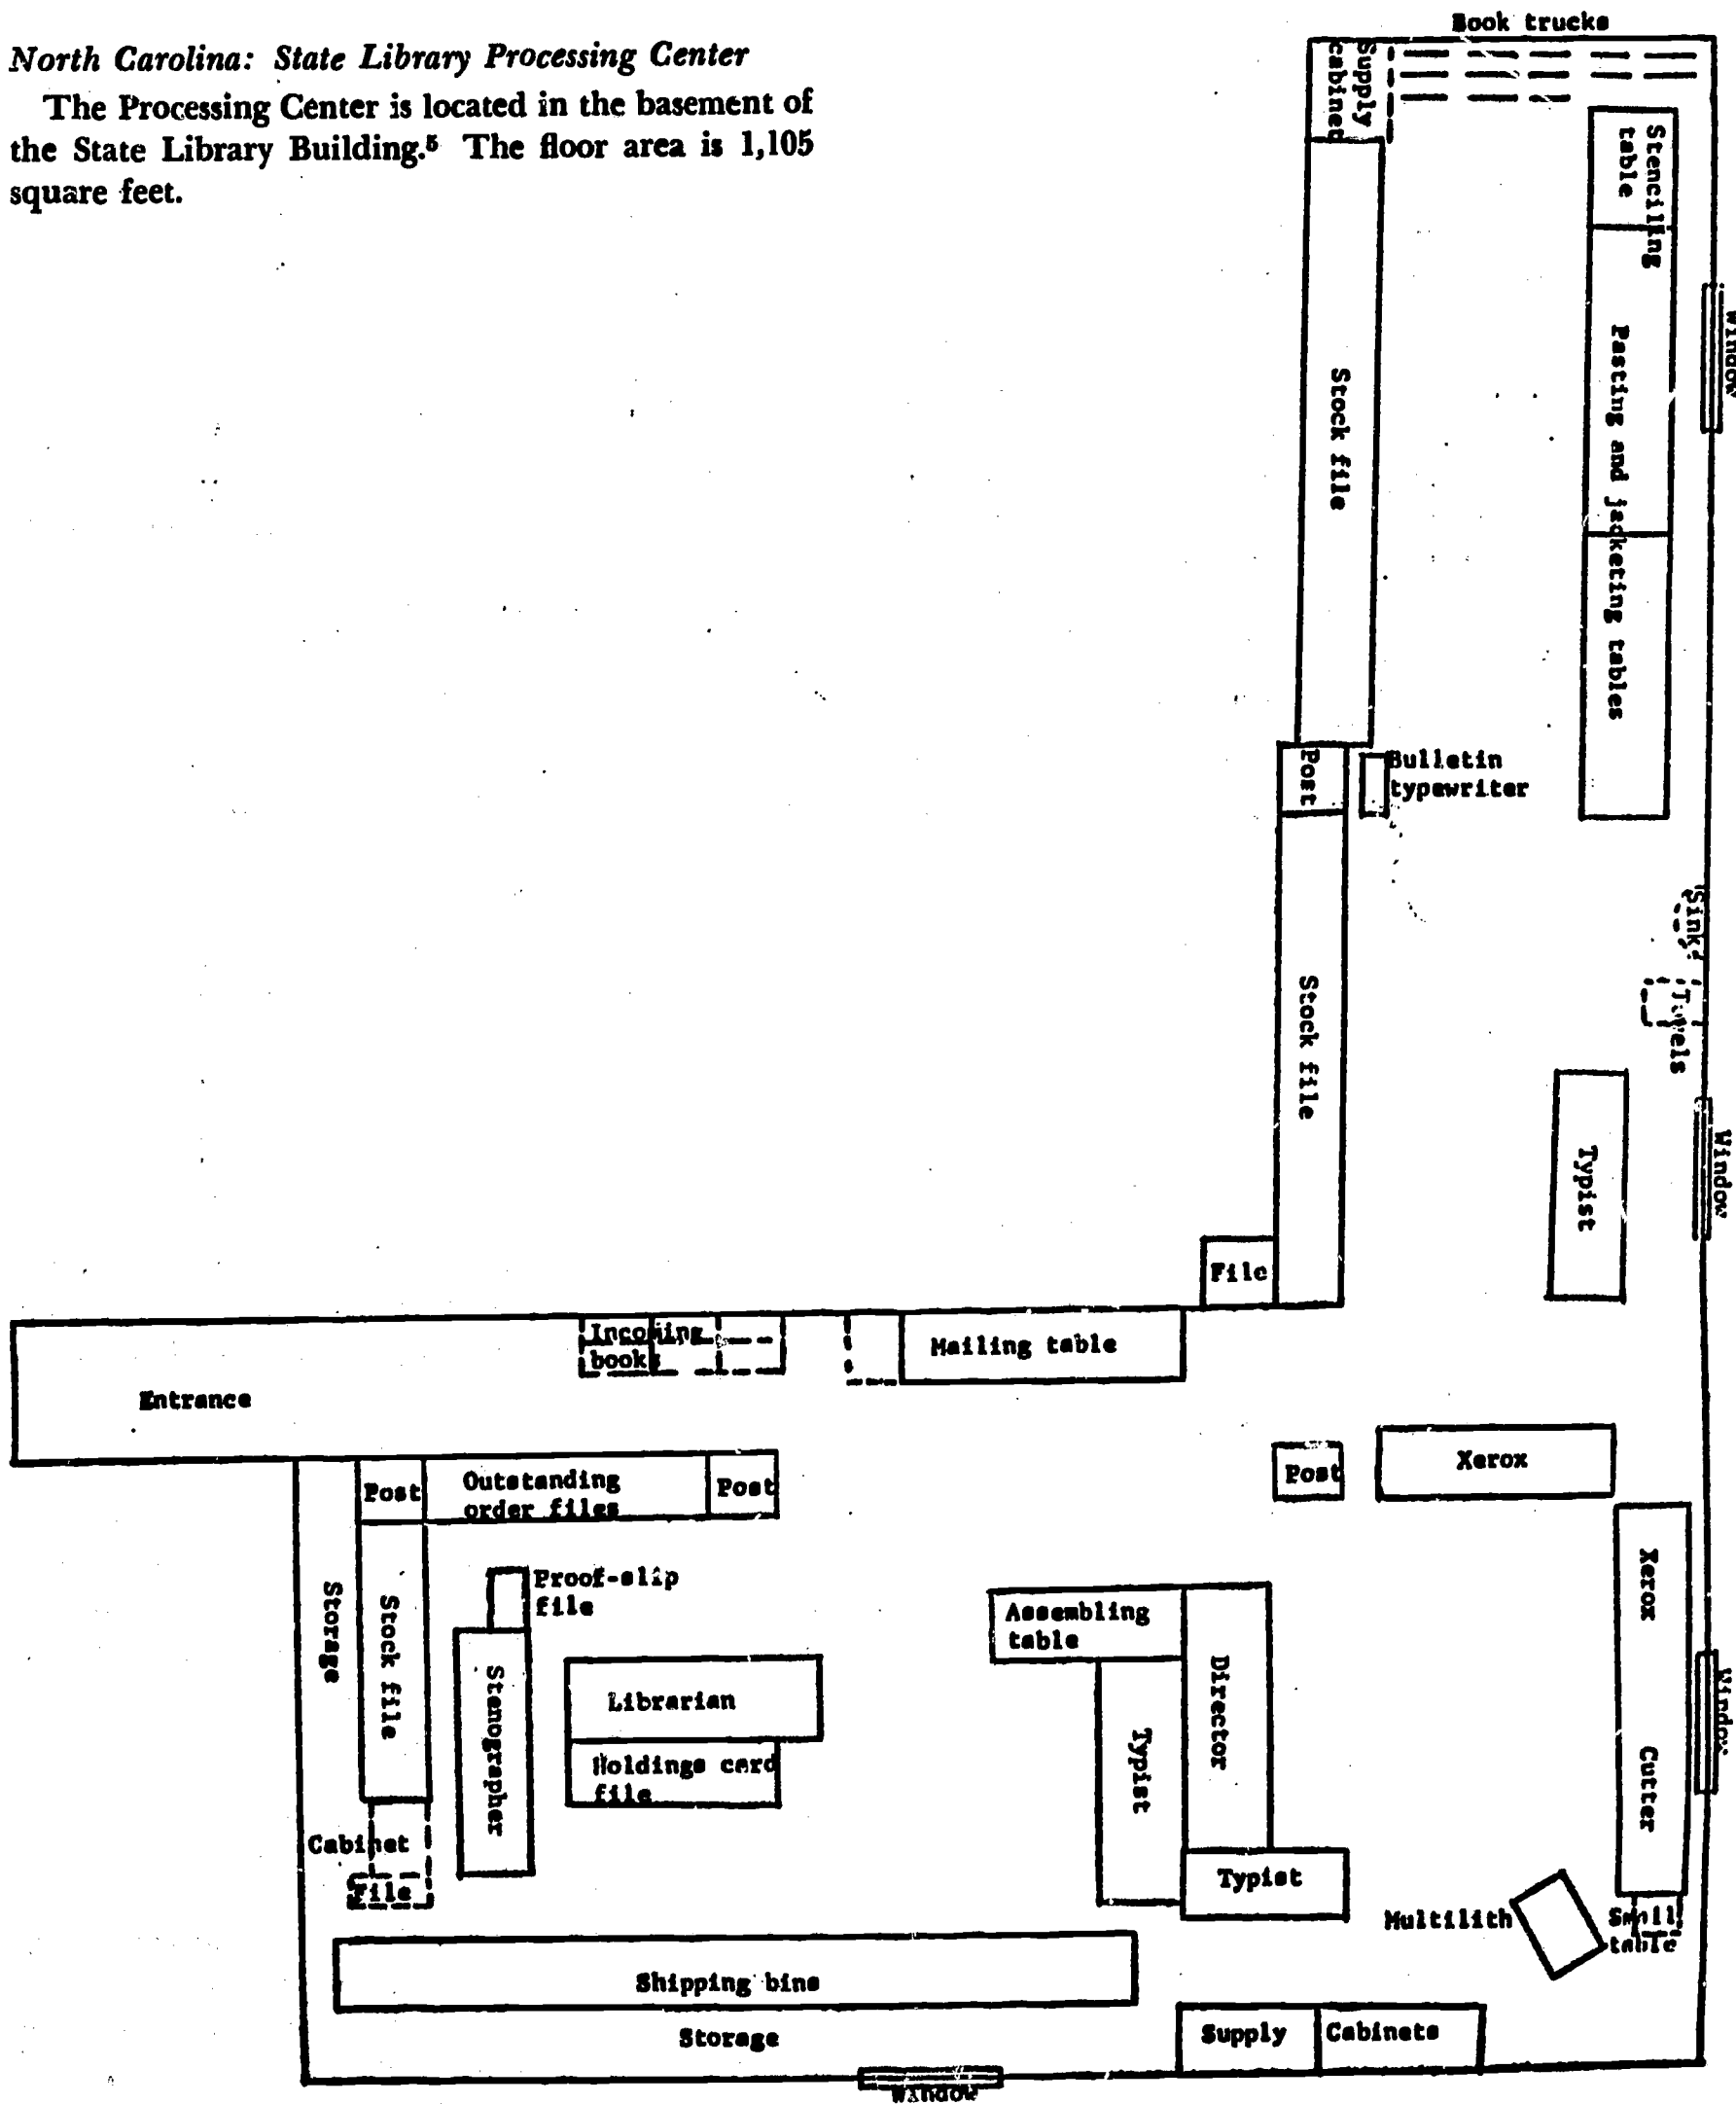 North Carolina: State Library Processing Center
The Processing Center is located in the basement of
the State Library Building.⁵ The floor area is 1,105
square feet.
Book trucks
Supply
cabinet
Stencilling
table
Window
Stock file
Pasting and jacketing tables
Post
Bulletin
typewriter
Sink
Towels
Stock file
Window
Typist
File
Incoming
books
Mailing table
Entrance
Post
Outstanding
order files
Post
Post
Xerox
Storage
Stock file
Proof-slip
file
Stenographer
Librarian
Holdings card
file
Assembling
table
Director
Typist
Xerox
Cutter
Window
Cabinet
File
Typist
Multilith
Small
table
Shipping bins
Storage
Supply
Cabinets
Window